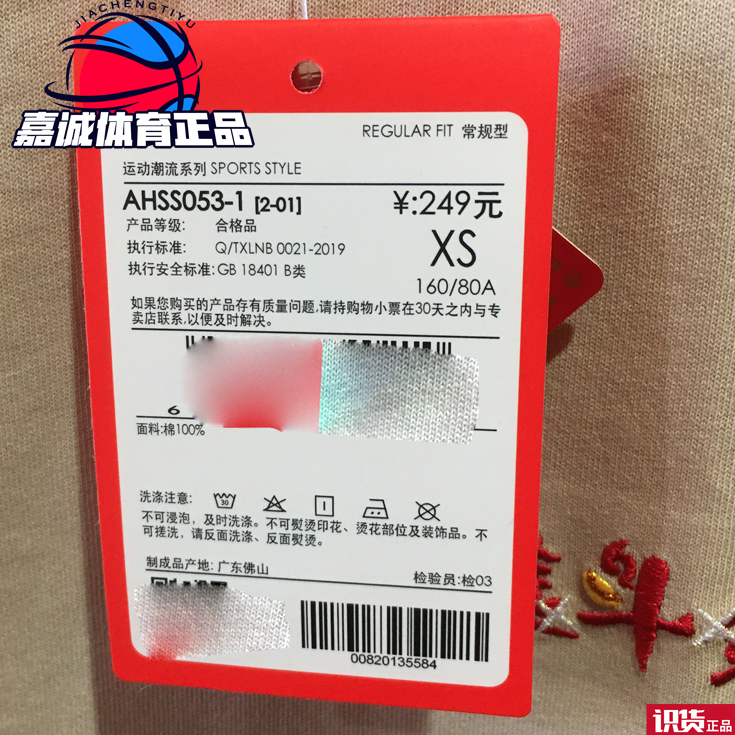 JIACHENGTIYU
嘉诚体育正品
REGULAR FIT 常规型
运动潮流系列 SPORTS STYLE
AHSS053-1 [2-01]
¥:249元
产品等级: 合格品
XS
执行标准: Q/TXLNB 0021-2019
执行安全标准:GB 18401 B类
160/80A
如果您购买的产品存有质量问题,请持购物小票在30天之内与专
卖店联系,以便及时解决。
6
面料:棉100%
洗涤注意:
30
不可浸泡，及时洗涤。不可熨烫印花、烫花部位及装饰品。不
可搓洗，请反面洗涤、反面熨烫。
制成品产地: 广东佛山
检验员:检03
00820135584
识货正品